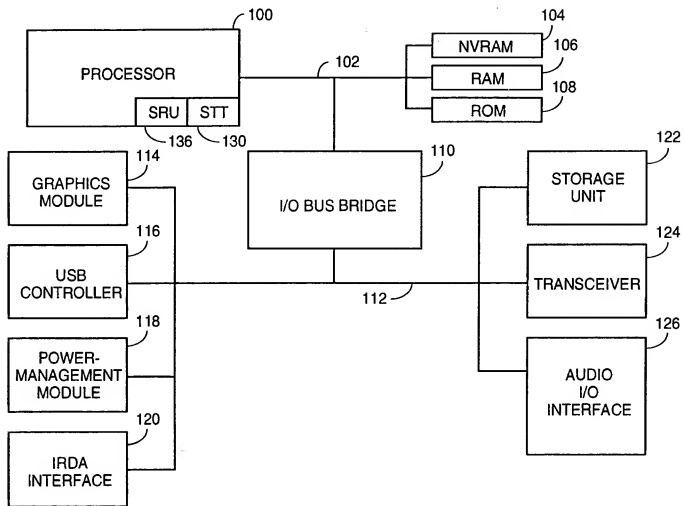 100
PROCESSOR
SRU
STT
136
130
102
104
NVRAM
106
RAM
108
ROM
110
I/O BUS BRIDGE
112
114
GRAPHICS
MODULE
116
USB
CONTROLLER
118
POWER-
MANAGEMENT
MODULE
120
IRDA
INTERFACE
122
STORAGE
UNIT
124
TRANSCEIVER
126
AUDIO
I/O
INTERFACE